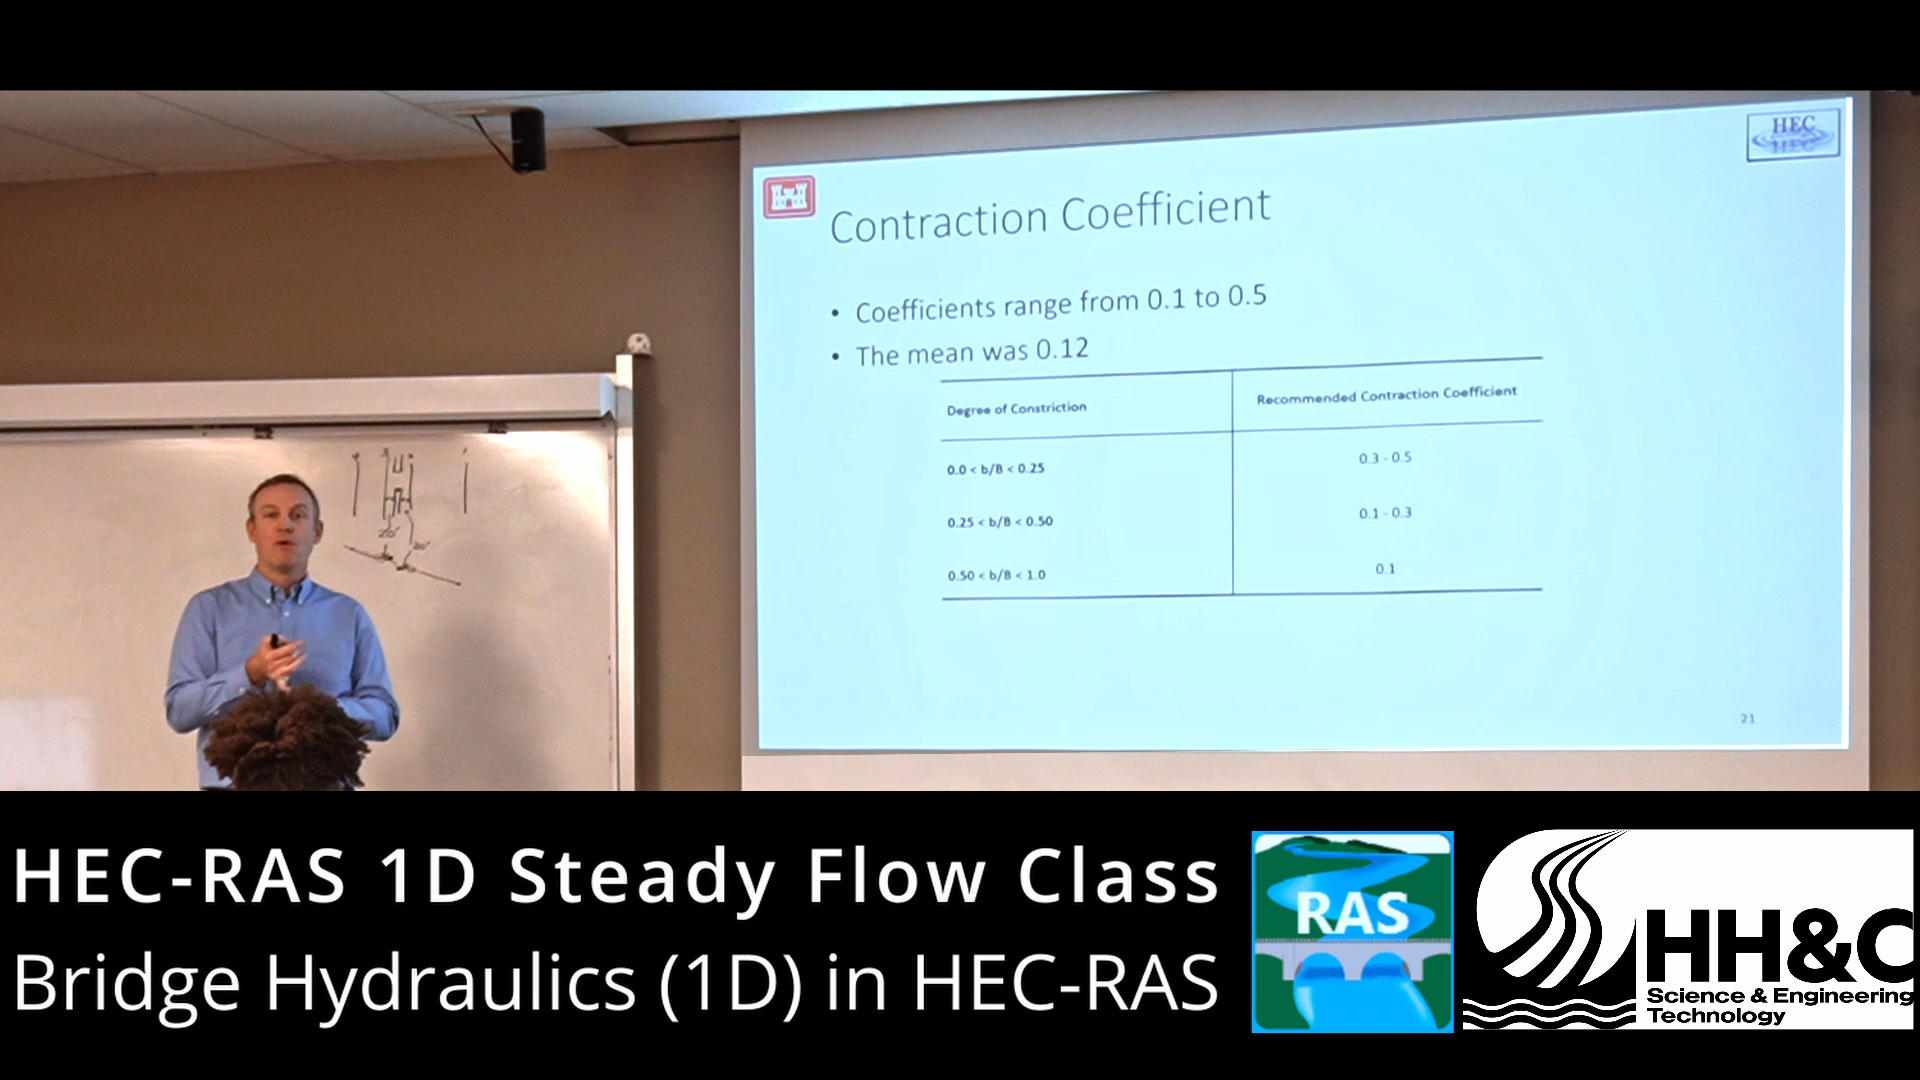 HEC
HEC
Contraction Coefficient
• Coefficients range from 0.1 to 0.5
• The mean was 0.12
Degree of Constriction
Recommended Contraction Coefficient
0.0 < b/B < 0.25
0.3 - 0.5
0.25 < b/B < 0.50
0.1 - 0.3
0.50 < b/B < 1.0
0.1
21
20'
20'
HEC-RAS 1D Steady Flow Class
Bridge Hydraulics (1D) in HEC-RAS
RAS
HH&C
Science & Engineering
Technology